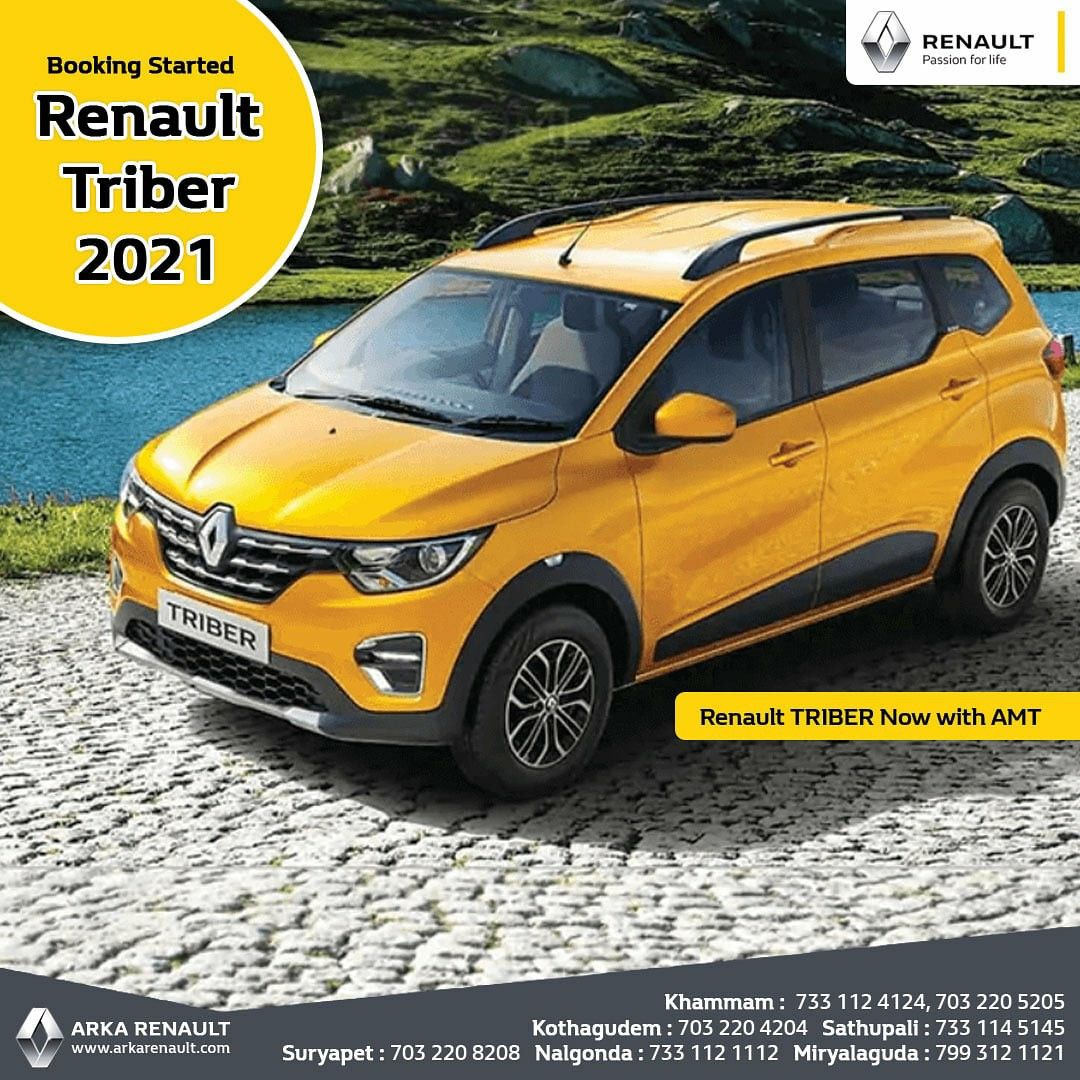 Booking Started
Renault
Triber
2021
RENAULT
Passion for life
TRIBER
Renault TRIBER Now with AMT
ARKA RENAULT
www.arkarenault.com
Khammam : 733 112 4124, 703 220 5205
Kothagudem : 703 220 4204 Sathupali : 733 114 5145
Suryapet : 703 220 8208 Nalgonda : 733 112 1112 Miryalaguda : 799 312 1121